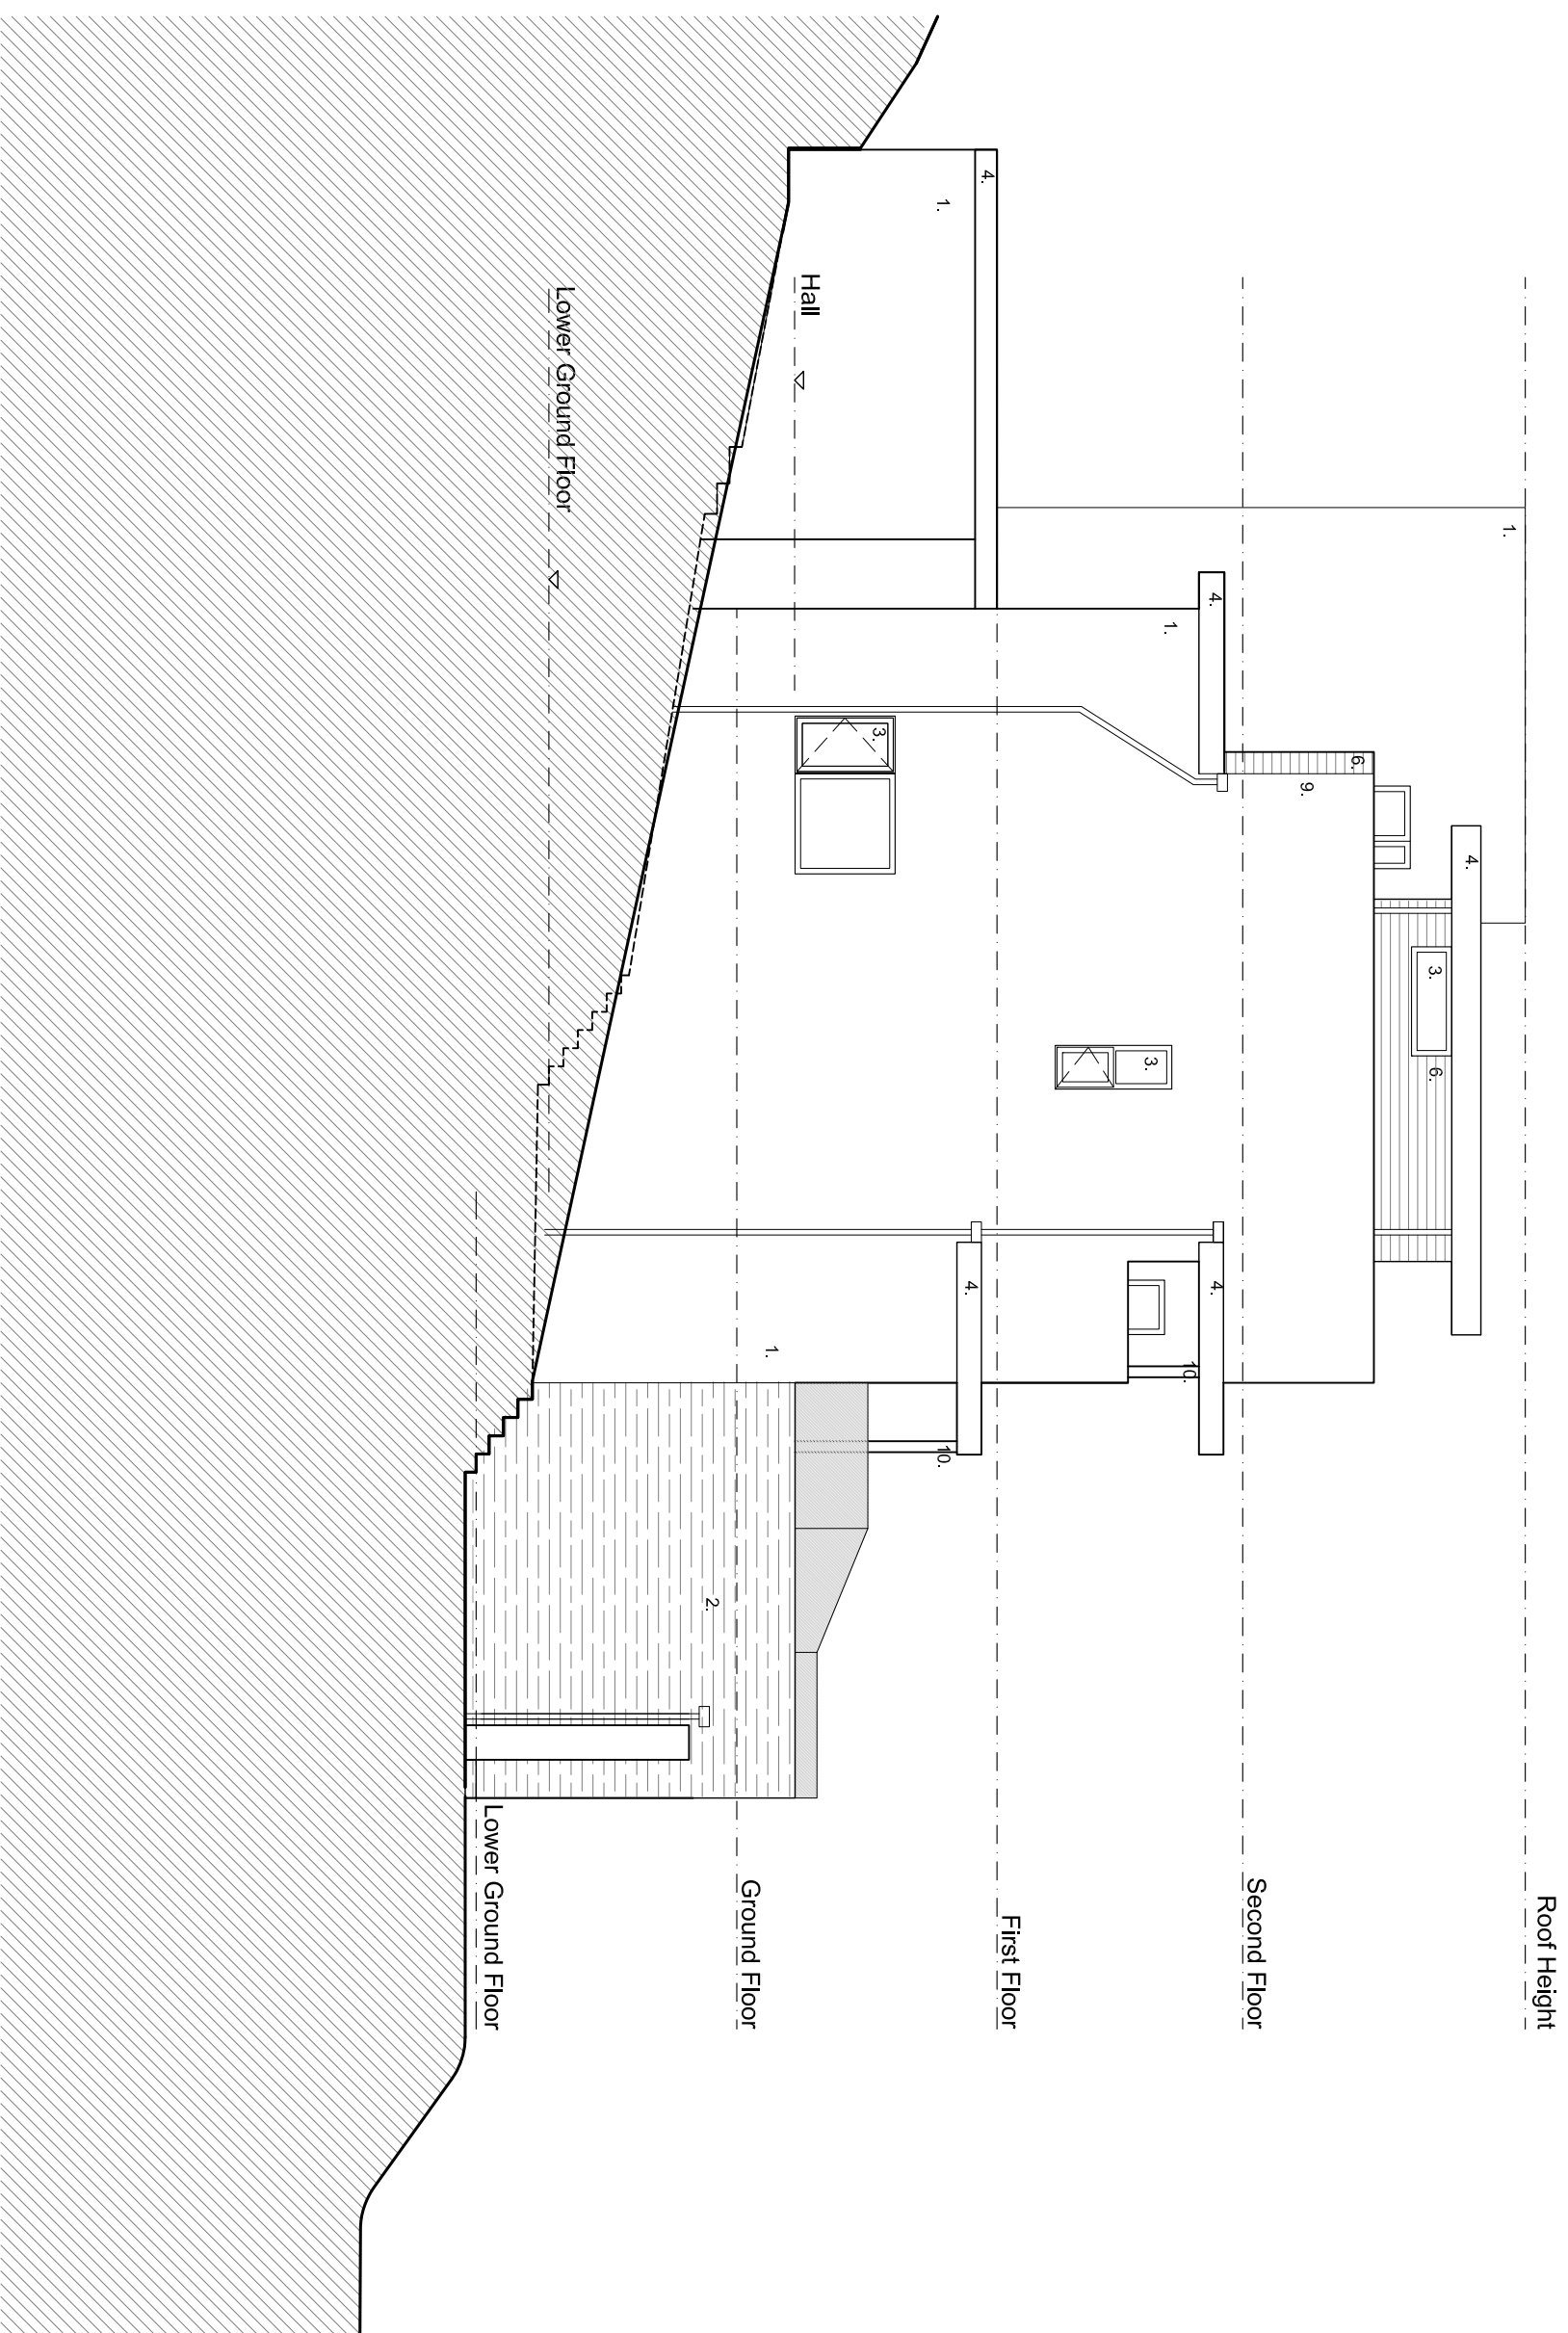 Roof Height
1.
4.
3.
6.
6.
9.
Second Floor
4.
4.
10.
1.
3.
First Floor
4.
4.
1.
10.
3.
Hall
1.
Ground Floor
2.
Lower Ground Floor
Lower Ground Floor